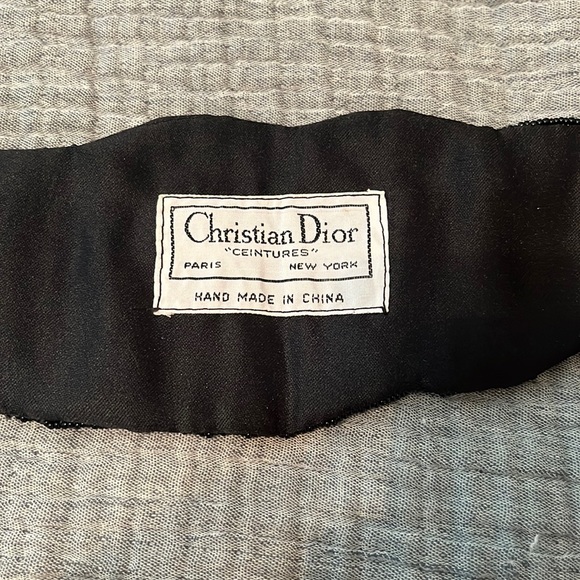 Christian Dior
"CEINTURES"
PARIS NEW YORK
HAND MADE IN CHINA